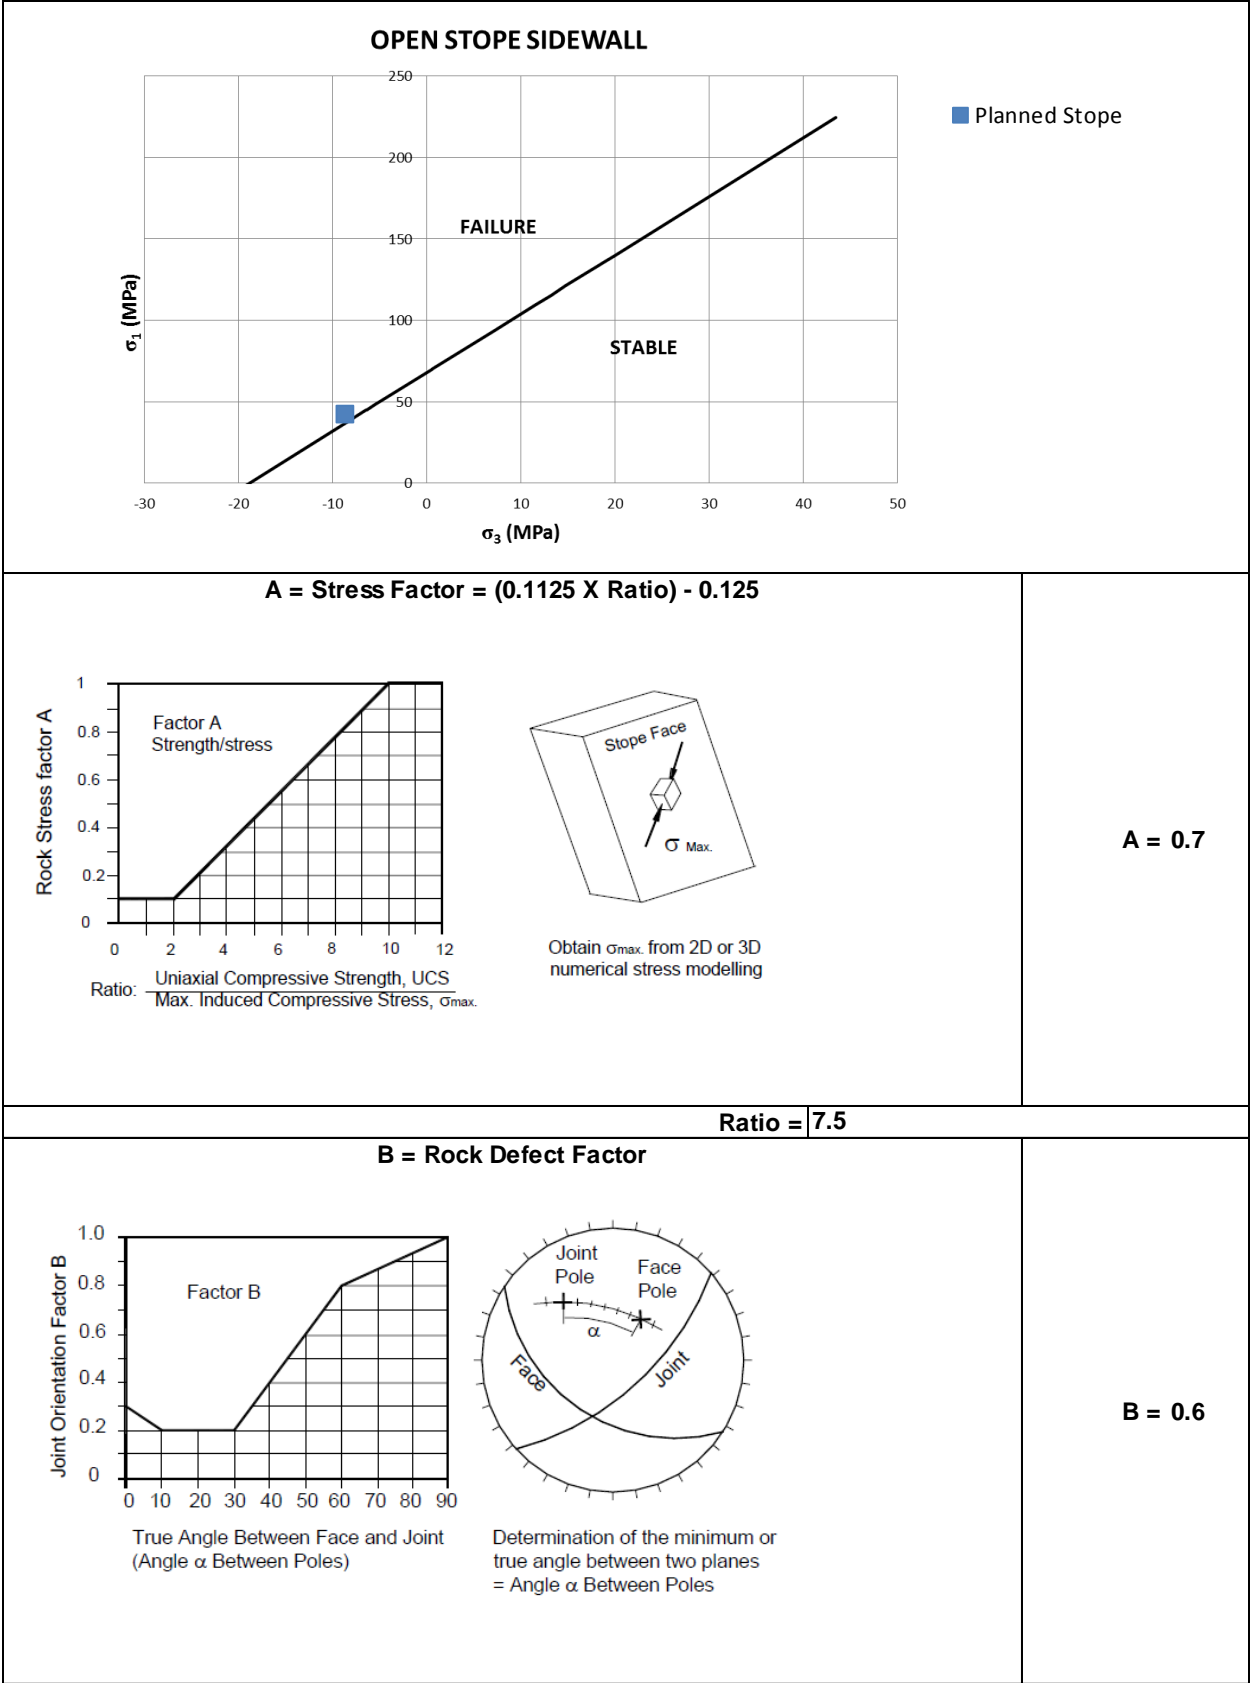 OPEN STOPE SIDEWALL
250
200
150
100
50
0
-30 -20 -10 0 10 20 30 40 50
σ1 (MPa)
σ3 (MPa)
FAILURE
STABLE
Planned Stope
A = Stress Factor = (0.1125 X Ratio) - 0.125
Rock Stress factor A
1
0.8
0.6
0.4
0.2
0
0 2 4 6 8 10 12
Factor A
Strength/stress
Ratio: Uniaxial Compressive Strength, UCS
Max. Induced Compressive Stress, σmax.
Stope Face
σ Max.
Obtain σmax. from 2D or 3D
numerical stress modelling
A = 0.7
Ratio = 7.5
B = Rock Defect Factor
Joint Orientation Factor B
1.0
0.8
0.6
0.4
0.2
0
0 10 20 30 40 50 60 70 80 90
Factor B
True Angle Between Face and Joint
(Angle α Between Poles)
Joint
Pole
Face
Pole
α
Face
Joint
Determination of the minimum or
true angle between two planes
= Angle α Between Poles
B = 0.6